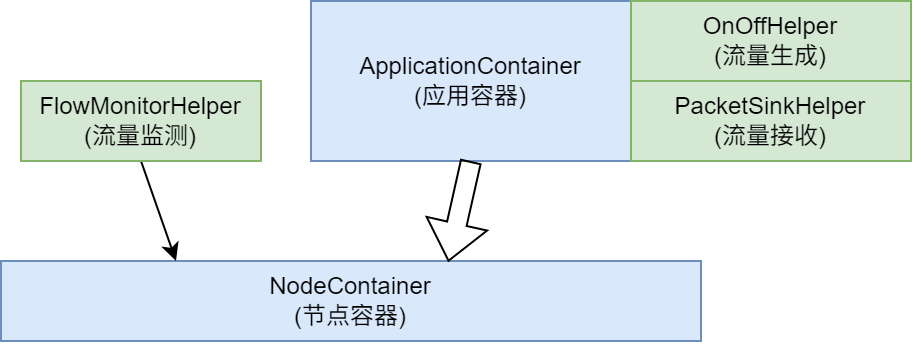 OnOffHelper
(流量生成)
ApplicationContainer
(应用容器)
FlowMonitorHelper
(流量监测)
PacketSinkHelper
(流量接收)
NodeContainer
(节点容器)